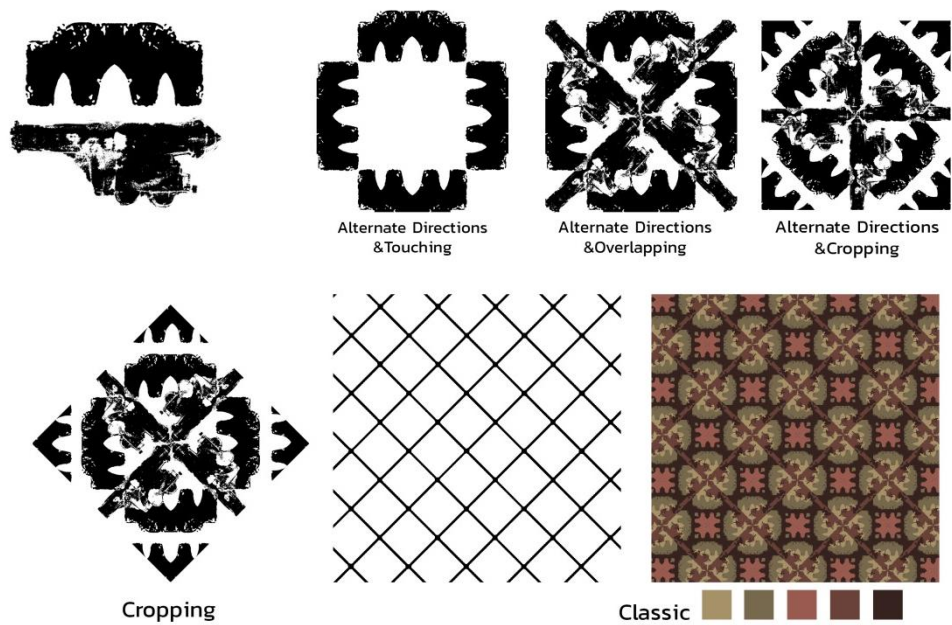 Alternate Directions
&Touching
Alternate Directions
&Overlapping
Alternate Directions
&Cropping
Cropping
Classic